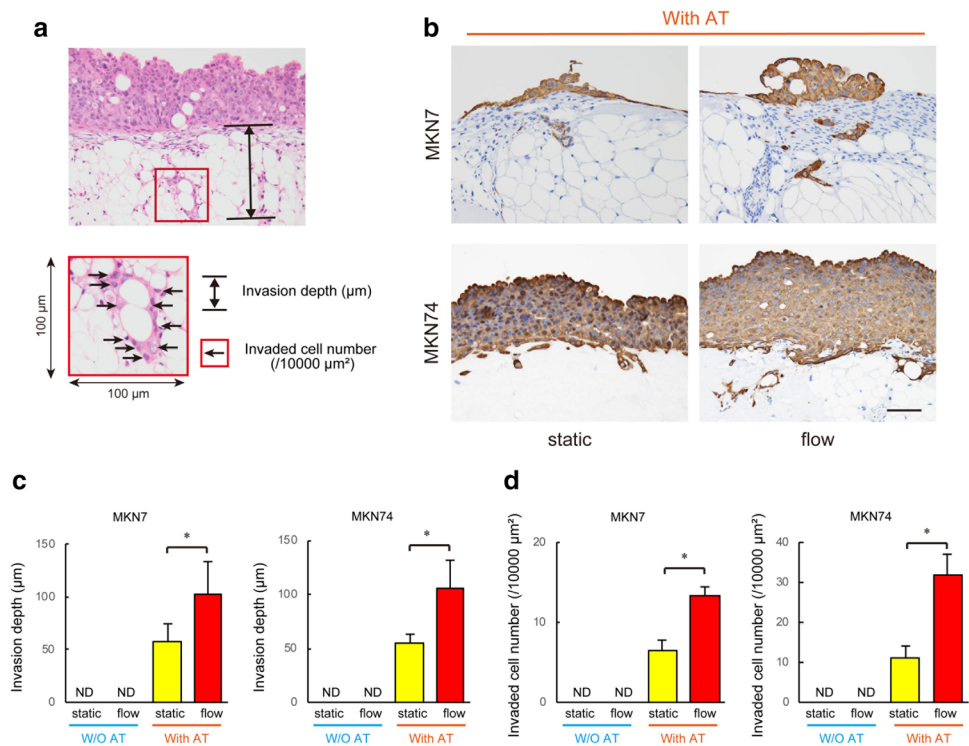 a
100 µm
100 µm
Invasion depth (µm)
Invaded cell number
(/10000 µm²)
b
With AT
MKN7
MKN74
static
flow
c
MKN7
Invasion depth (µm)
150
100
50
0
*
ND
ND
static
flow
static
flow
W/O AT
With AT
MKN74
Invasion depth (µm)
150
100
50
0
*
ND
ND
static
flow
static
flow
W/O AT
With AT
d
MKN7
Invaded cell number (/10000 µm²)
20
10
0
*
ND
ND
static
flow
static
flow
W/O AT
With AT
MKN74
Invaded cell number (/10000 µm²)
40
30
20
10
0
*
ND
ND
static
flow
static
flow
W/O AT
With AT